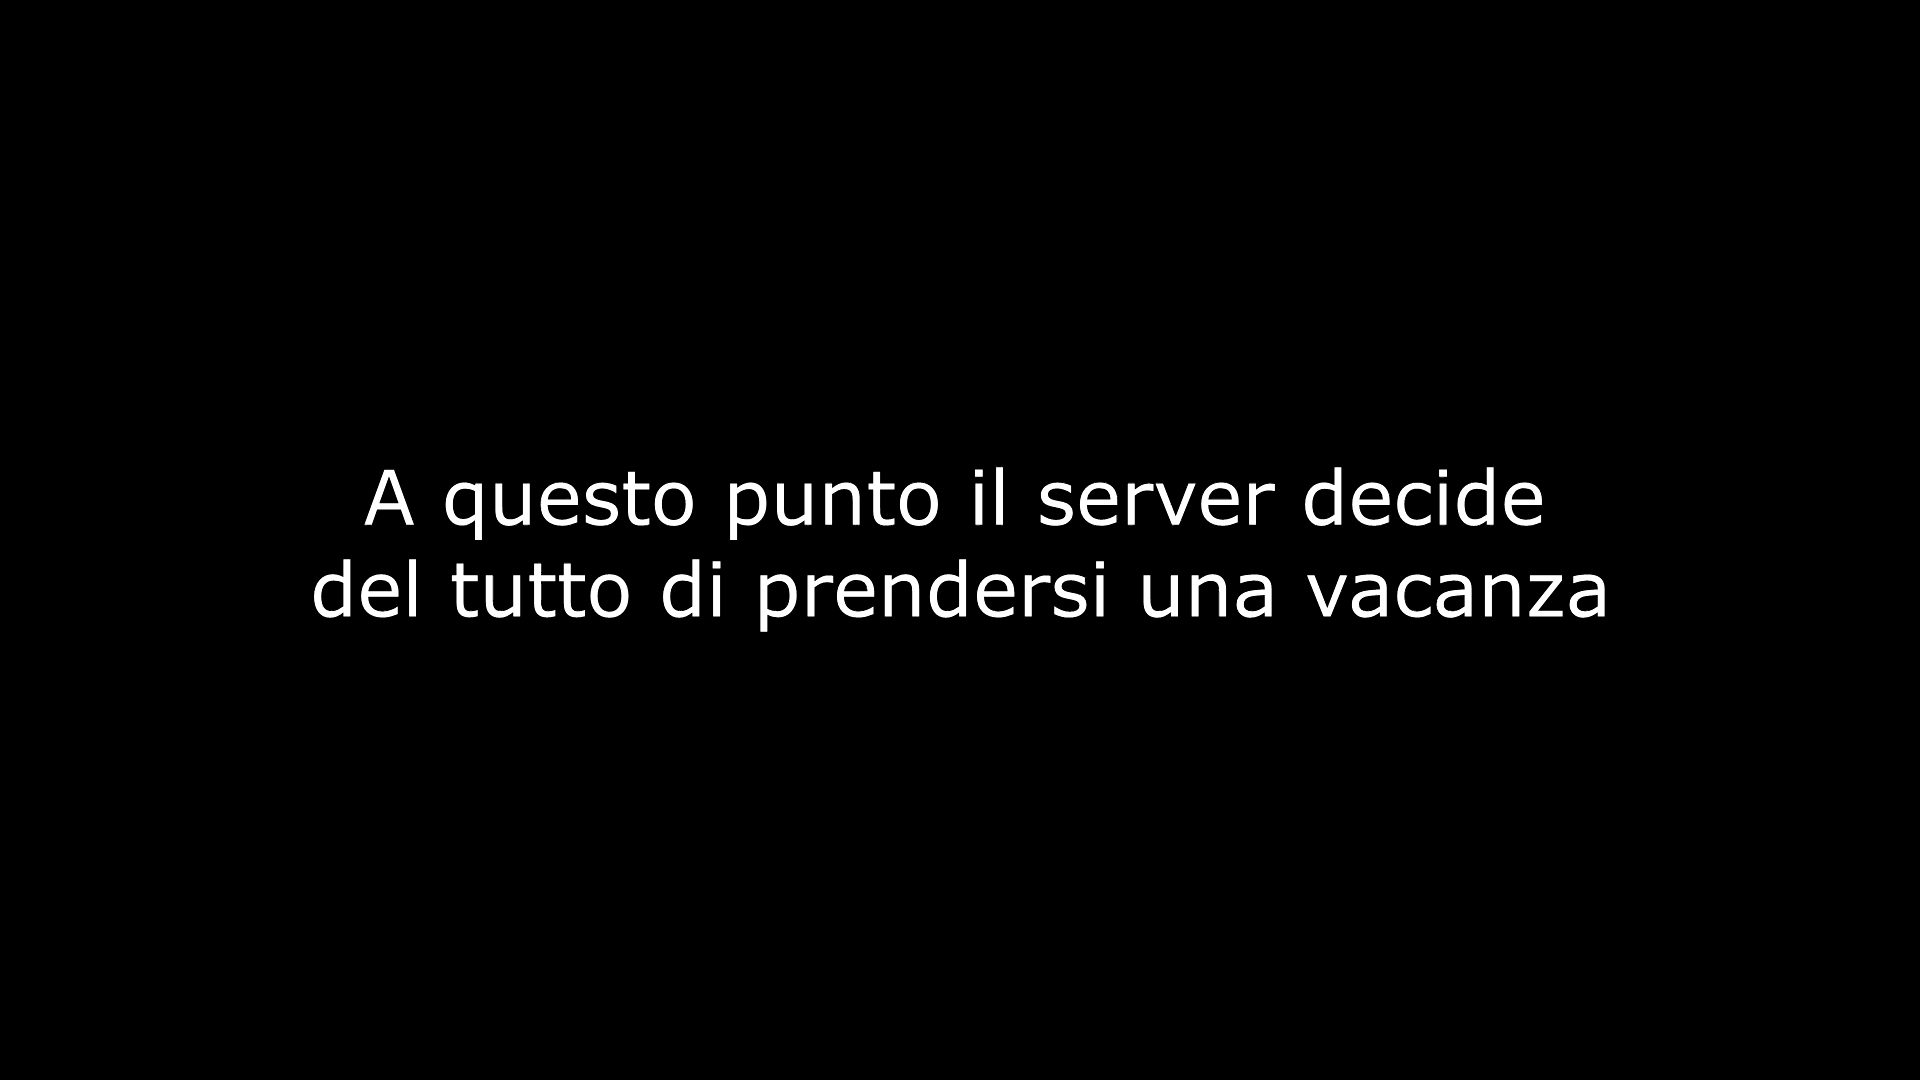 A questo punto il server decide
del tutto di prendersi una vacanza